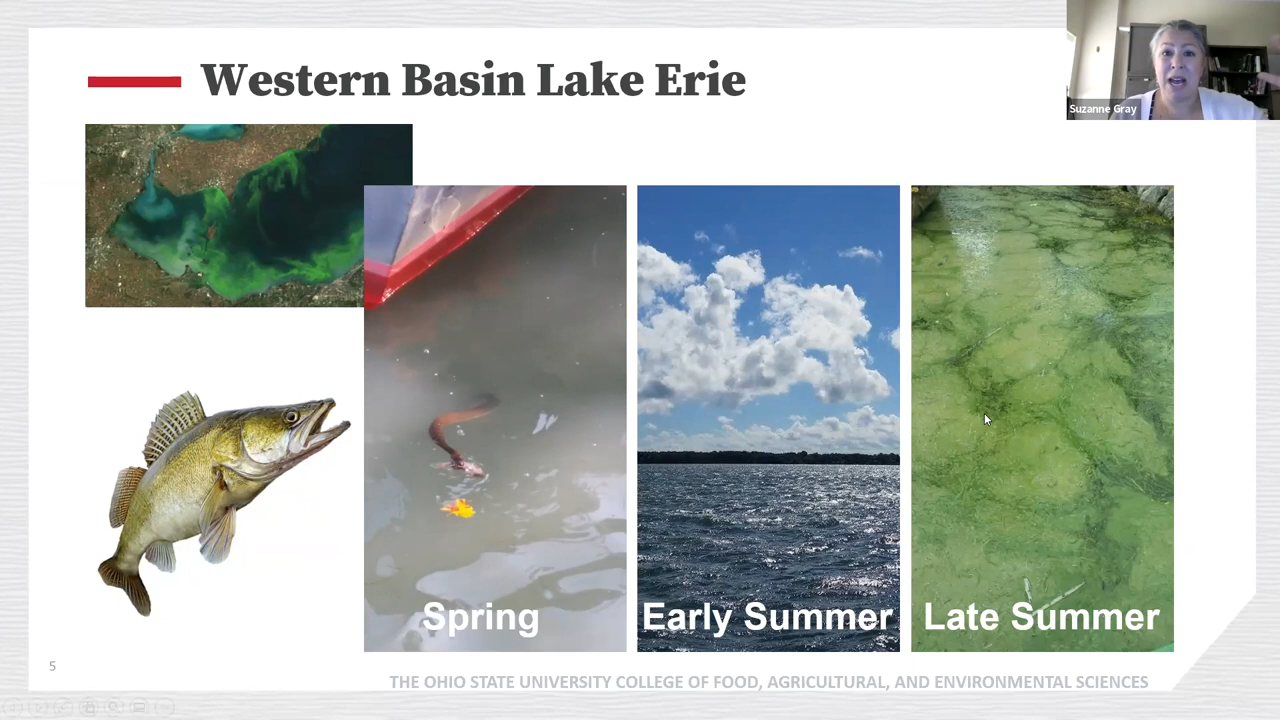 Western Basin Lake Erie
Suzanne Gray
Spring
Early Summer
Late Summer
5
THE OHIO STATE UNIVERSITY COLLEGE OF FOOD, AGRICULTURAL, AND ENVIRONMENTAL SCIENCES